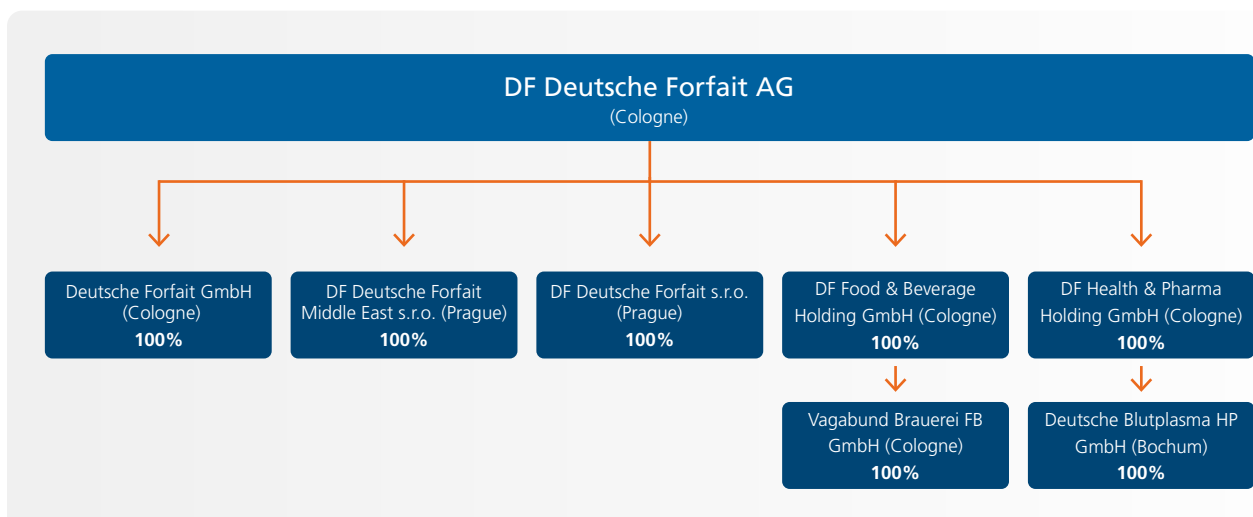 DF Deutsche Forfait AG
(Cologne)
Deutsche Forfait GmbH
(Cologne)
100%
DF Deutsche Forfait
Middle East s.r.o. (Prague)
100%
DF Deutsche Forfait s.r.o.
(Prague)
100%
DF Food & Beverage
Holding GmbH (Cologne)
100%
DF Health & Pharma
Holding GmbH (Cologne)
100%
Vagabund Brauerei FB
GmbH (Cologne)
100%
Deutsche Blutplasma HP
GmbH (Bochum)
100%